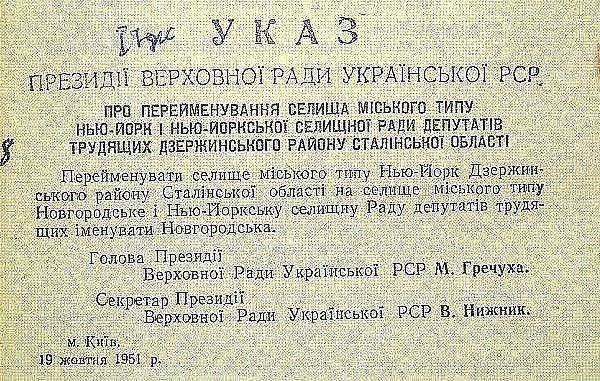 УКАЗ
ПРЕЗИДІЇ ВЕРХОВНОЇ РАДИ УКРАЇНСЬКОЇ РСР
ПРО ПЕРЕЙМЕНУВАННЯ СЕЛИЩА МІСЬКОГО ТИПУ
НЬЮ-ЙОРК І НЬЮ-ЙОРКСЬКОЇ СЕЛИЩНОЇ РАДИ ДЕПУТАТІВ
ТРУДЯЩИХ ДЗЕРЖИНСЬКОГО РАЙОНУ СТАЛІНСЬКОЇ ОБЛАСТІ
8
Перейменувати селище міського типу Нью-Йорк Дзержин-
ського району Сталінської області на селище міського типу
Новгородське і Нью-Йоркську селищну Раду депутатів трудя-
щих іменувати Новгородська.
Голова Президії
Верховної Ради Української РСР М. Гречуха.
Секретар Президії
Верховної Ради Української РСР В. Нижник.
м. Київ.
19 жовтня 1951 р.